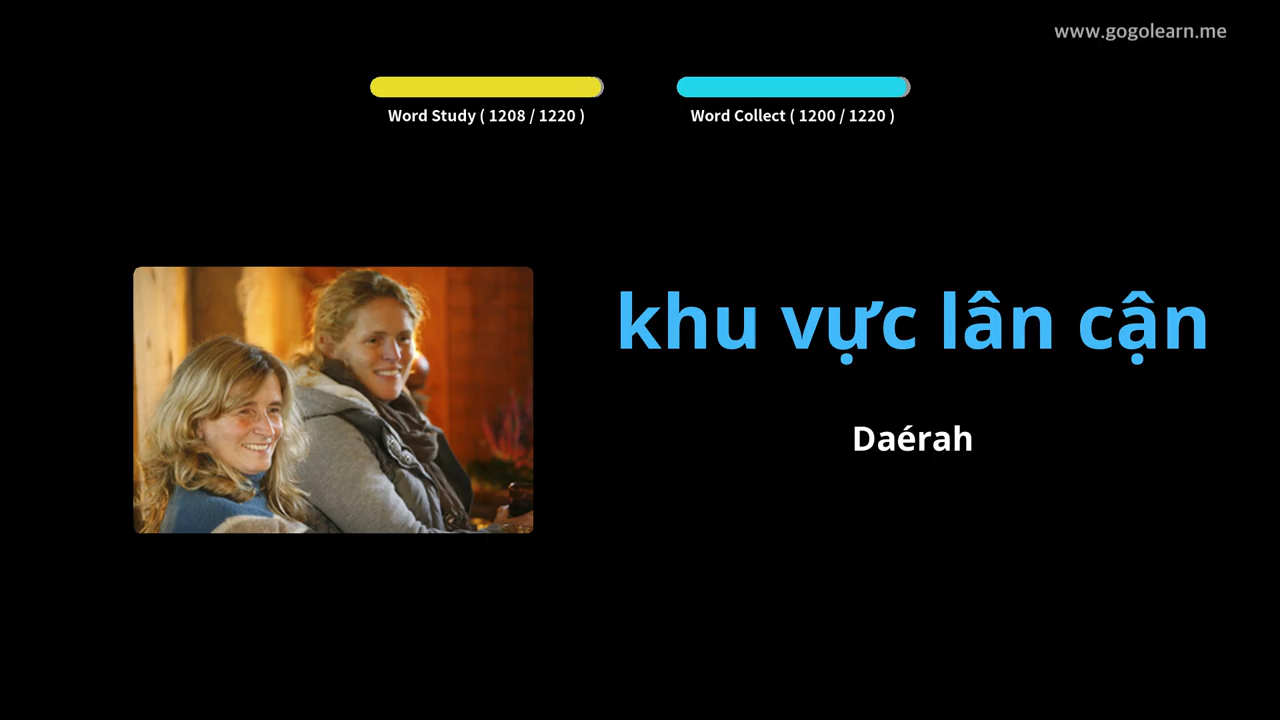 www.gogolearn.me
Word Study ( 1208 / 1220 )
Word Collect ( 1200 / 1220 )
khu vực lân cận
Daérah